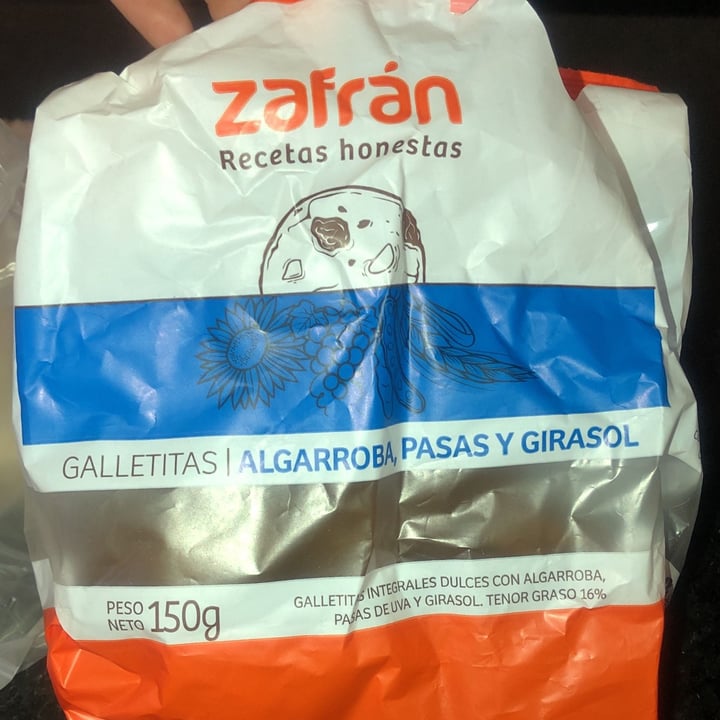 zafrán
Recetas honestas
GALLETITAS | ALGARROBA, PASAS Y GIRASOL
PESO
NETO 150g
GALLETITAS INTEGRALES DULCES CON ALGARROBA,
PASAS DE UVA Y GIRASOL. TENOR GRASO 16%